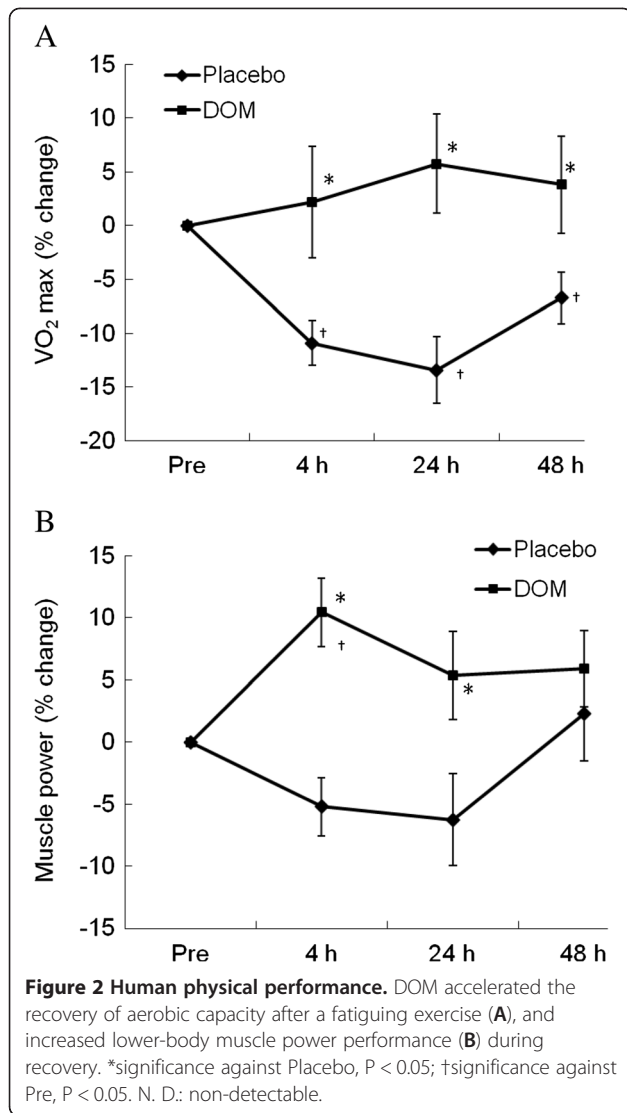 A
15
10
5
0
-5
-10
-15
-20
VO₂ max (% change)
Placebo
DOM
*
*
*
†
†
†
Pre 4 h 24 h 48 h
B
15
10
5
0
-5
-10
-15
Muscle power (% change)
Placebo
DOM
*
†
*
Pre 4 h 24 h 48 h
Figure 2 Human physical performance. DOM accelerated the
recovery of aerobic capacity after a fatiguing exercise (A), and
increased lower-body muscle power performance (B) during
recovery. *significance against Placebo, P < 0.05; †significance against
Pre, P < 0.05. N. D.: non-detectable.